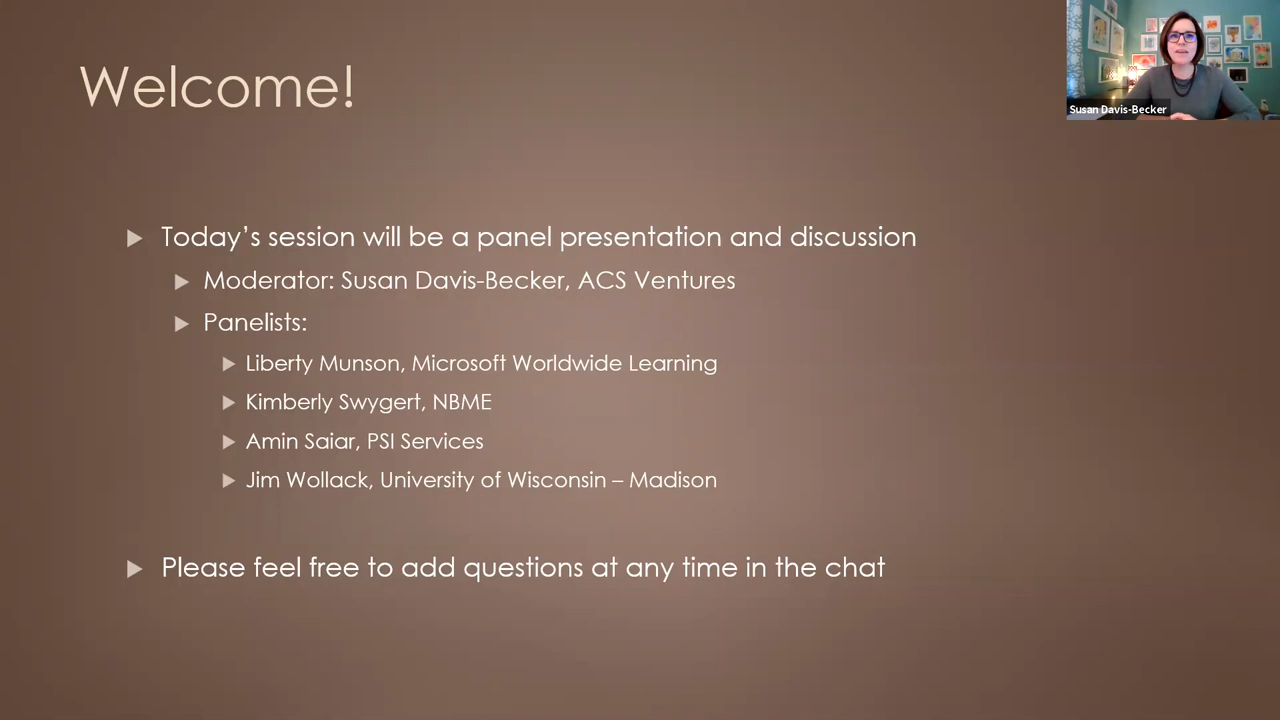 Welcome!
Susan Davis-Becker
Today's session will be a panel presentation and discussion
Moderator: Susan Davis-Becker, ACS Ventures
Panelists:
Liberty Munson, Microsoft Worldwide Learning
Kimberly Swygert, NBME
Amin Saiar, PSI Services
Jim Wollack, University of Wisconsin – Madison
Please feel free to add questions at any time in the chat